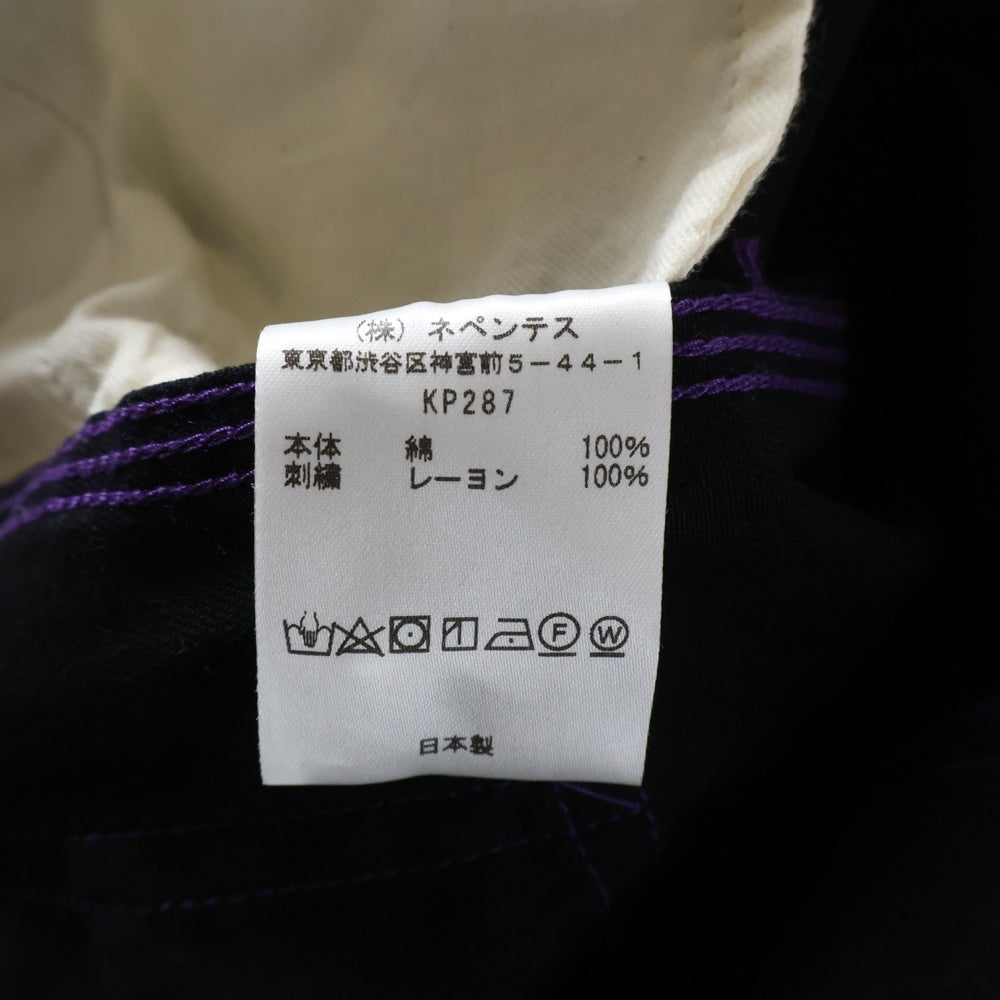 (株) ネペンテス
東京都渋谷区神宮前5-44-1
KP287
本体 綿 100%
刺繍 レーヨン 100%
F W
日本製